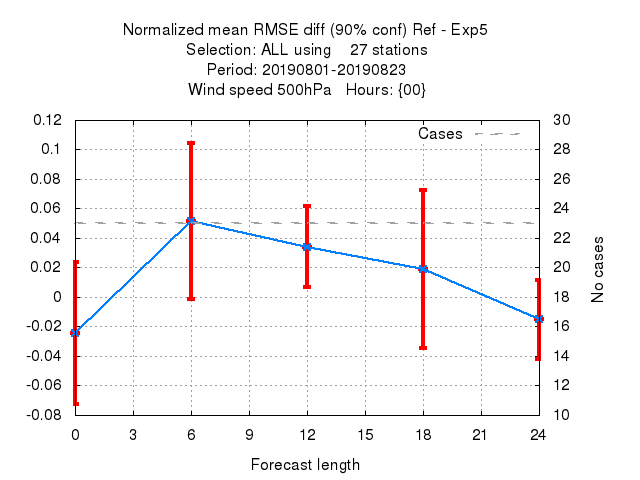 Normalized mean RMSE diff (90% conf) Ref - Exp5
Selection: ALL using 27 stations
Period: 20190801-20190823
Wind speed 500hPa Hours: {00}
Cases
0.12
0.1
0.08
0.06
0.04
0.02
0
-0.02
-0.04
-0.06
-0.08
30
28
26
24
22
20
18
16
14
12
10
No cases
0 3 6 9 12 15 18 21 24
Forecast length